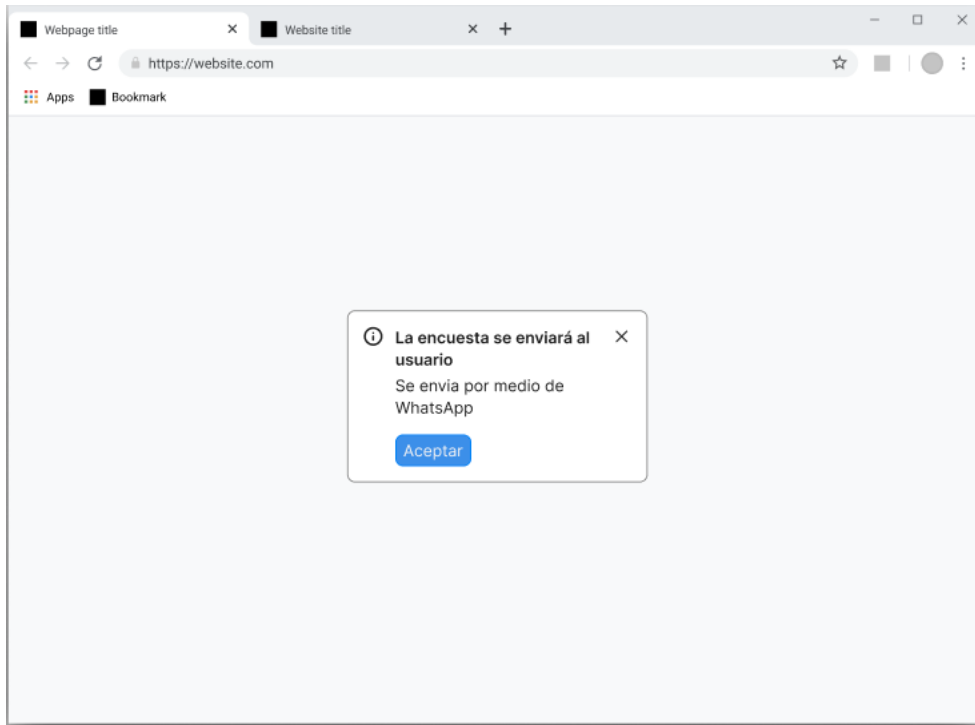 Webpage title
Website title
https://website.com
Apps
Bookmark
La encuesta se enviará al
usuario
Se envia por medio de
WhatsApp
Aceptar